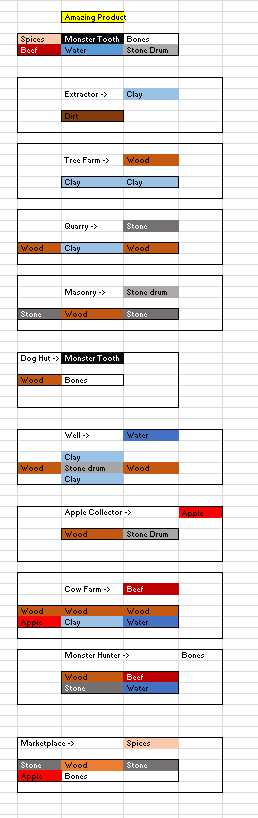 Amazing Product
Spices Monster Tooth Bones
Beef Water Stone Drum
Extractor -> Clay
Dirt
Tree Farm -> Wood
Clay Clay
Quarry -> Stone
Wood Clay Wood
Masonry -> Stone drum
Stone Wood Stone
Dog Hut -> Monster Tooth
Wood Bones
Well -> Water
Clay
Wood Stone drum Wood
Clay
Apple Collector -> Apple
Wood Stone Drum
Cow Farm -> Beef
Wood Wood Wood
Apple Clay Water
Monster Hunter -> Bones
Wood Beef
Stone Water
Marketplace -> Spices
Stone Wood Stone
Apple Bones